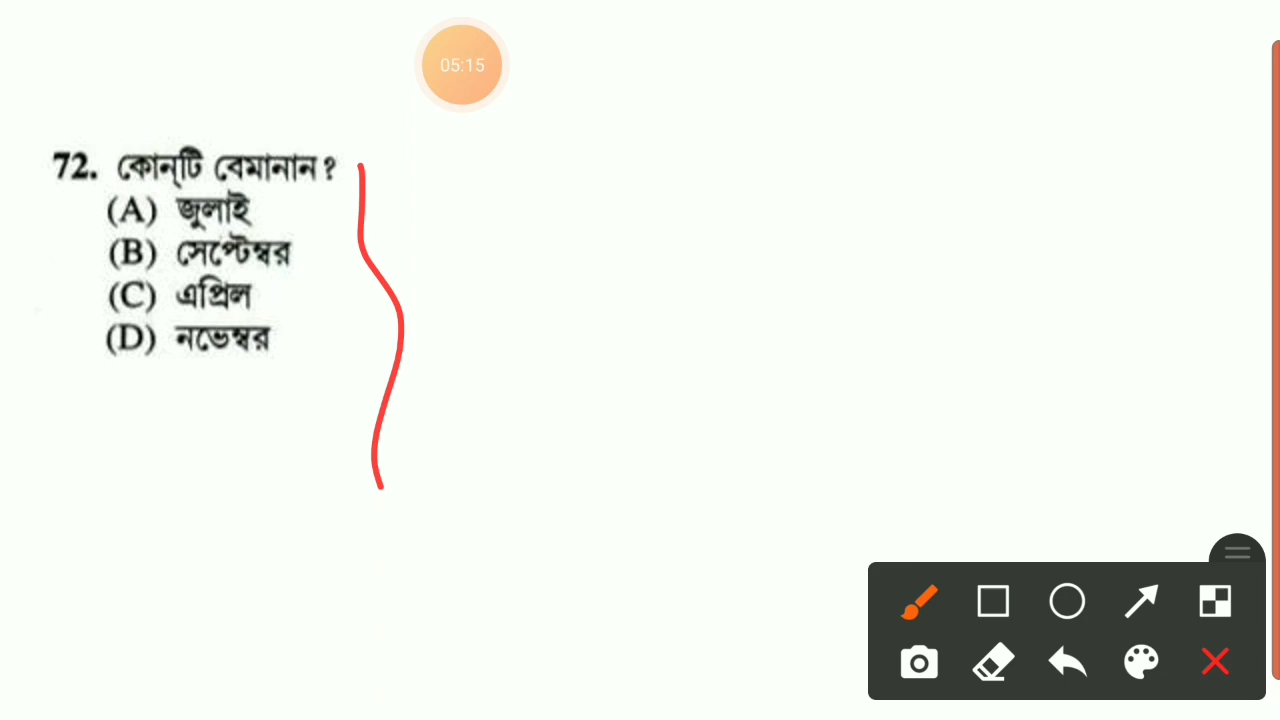 05:15
72. কোন্‌টি বেমানান?
(A) জুলাই
(B) সেপ্টেম্বর
(C) এপ্রিল
(D) নভেম্বর